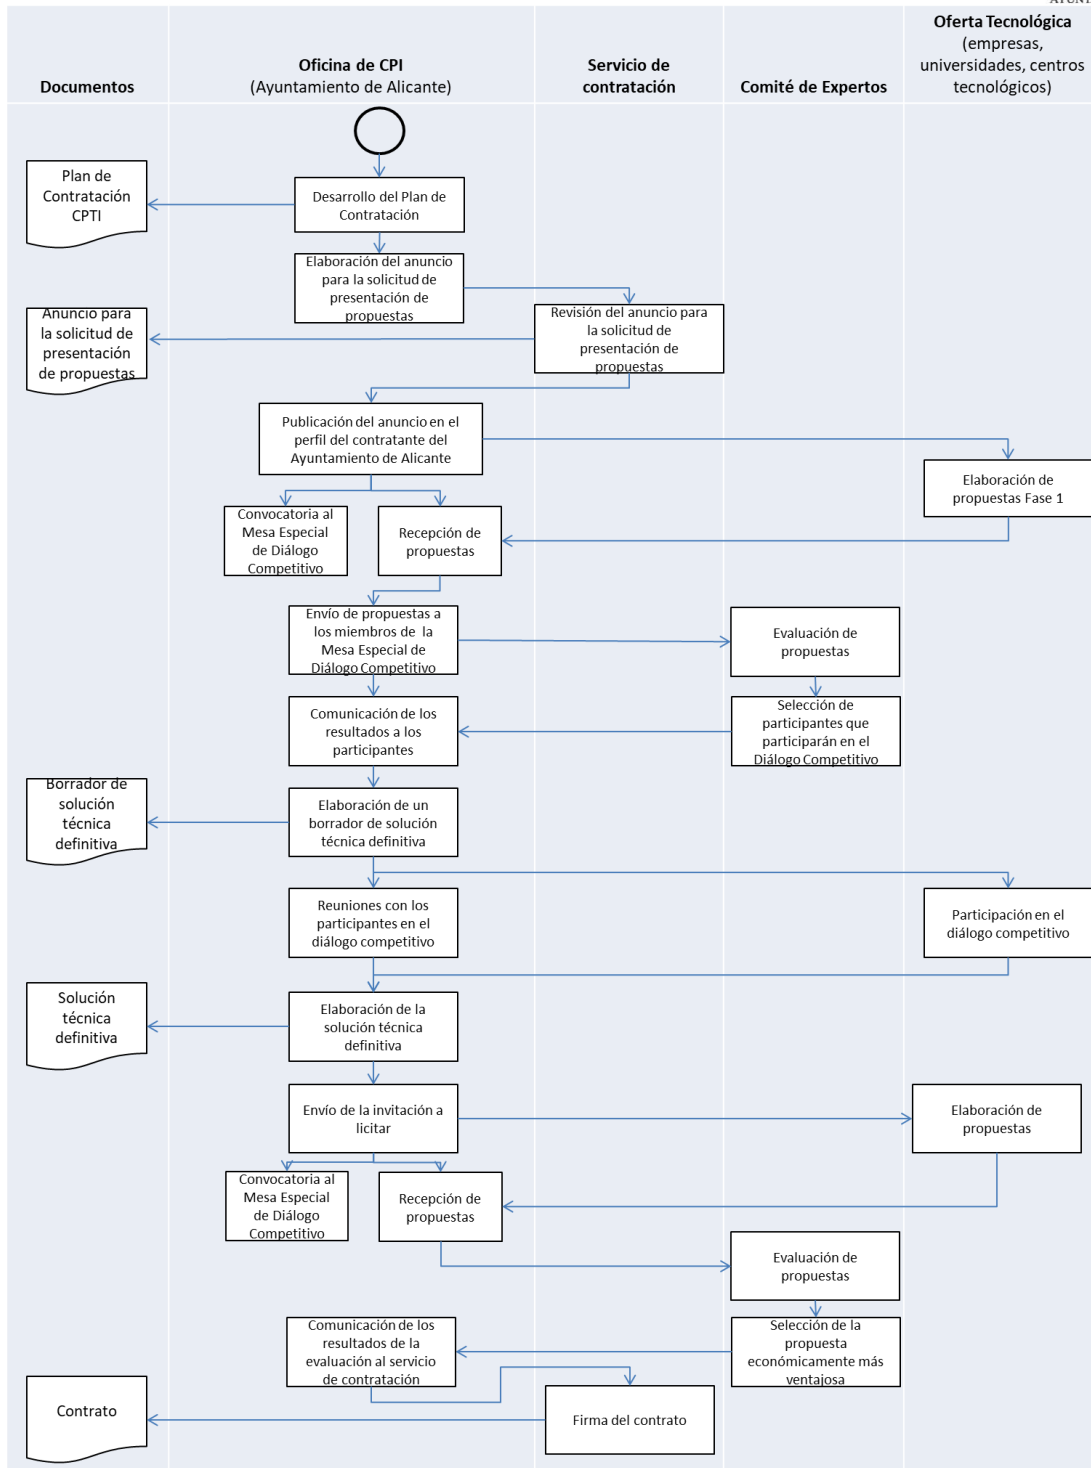 Documentos
Oficina de CPI
(Ayuntamiento de Alicante)
Servicio de
contratación
Comité de Expertos
Oferta Tecnológica
(empresas,
universidades, centros
tecnológicos)
Plan de
Contratación
CPTI
Desarrollo del Plan de
Contratación
Elaboración del anuncio
para la solicitud de
presentación de
propuestas
Anuncio para
la solicitud de
presentación
de propuestas
Revisión del anuncio para
la solicitud de
presentación de
propuestas
Publicación del anuncio en el
perfil del contratante del
Ayuntamiento de Alicante
Elaboración de
propuestas Fase 1
Convocatoria al
Mesa Especial
de Diálogo
Competitivo
Recepción de
propuestas
Envío de propuestas a
los miembros de la
Mesa Especial de
Diálogo Competitivo
Evaluación de
propuestas
Comunicación de los
resultados a los
participantes
Selección de
participantes que
participarán en el
Diálogo Competitivo
Borrador de
solución
técnica
definitiva
Elaboración de un
borrador de solución
técnica definitiva
Reuniones con los
participantes en el
diálogo competitivo
Participación en el
diálogo competitivo
Solución
técnica
definitiva
Elaboración de la
solución técnica
definitiva
Envío de la invitación a
licitar
Elaboración de
propuestas
Convocatoria al
Mesa Especial
de Diálogo
Competitivo
Recepción de
propuestas
Evaluación de
propuestas
Comunicación de los
resultados de la
evaluación al servicio
de contratación
Selección de la
propuesta
económicamente más
ventajosa
Contrato
Firma del contrato